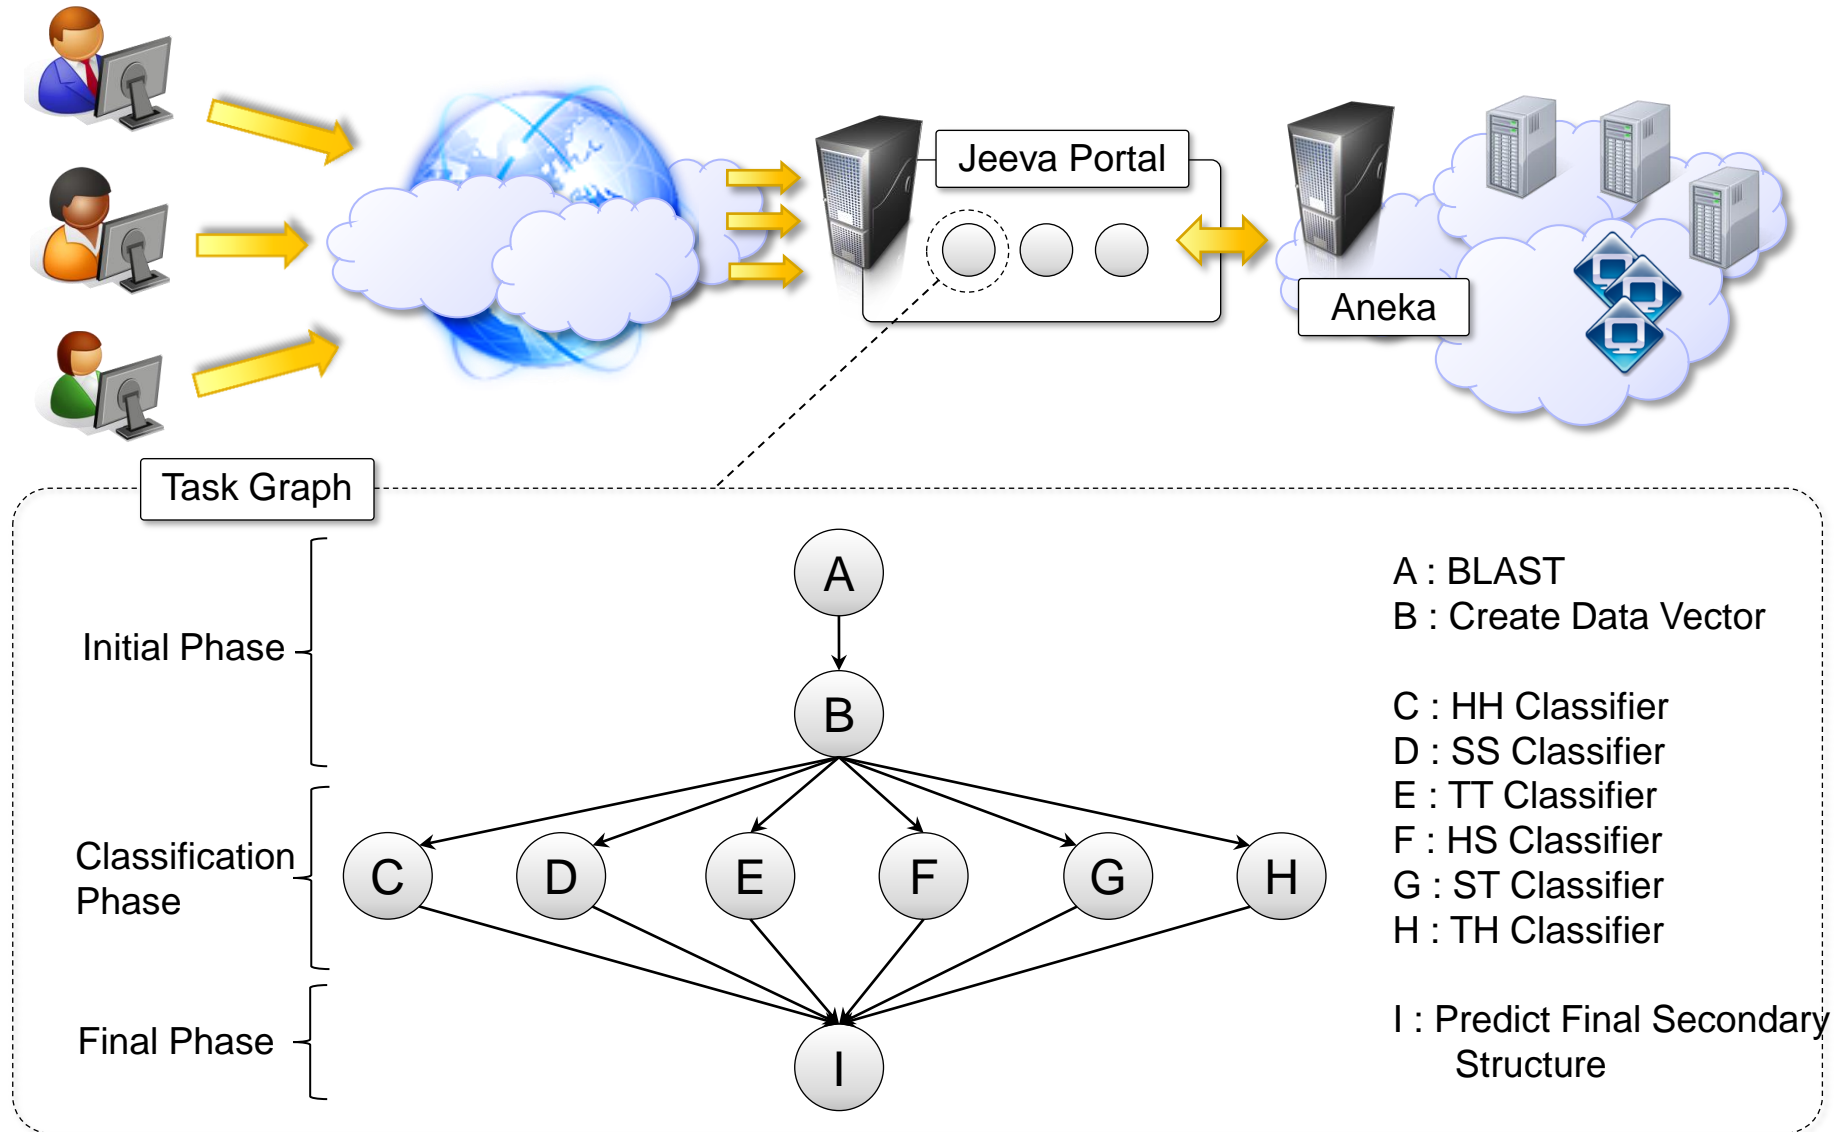 Jeeva Portal
Aneka
Task Graph
Initial Phase
Classification
Phase
Final Phase
A
B
C
D
E
F
G
H
I
A : BLAST
B : Create Data Vector
C : HH Classifier
D : SS Classifier
E : TT Classifier
F : HS Classifier
G : ST Classifier
H : TH Classifier
I : Predict Final Secondary
Structure